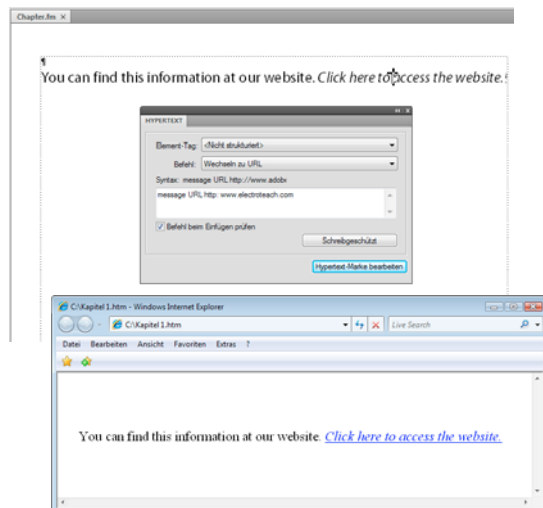 Chapter.fm ×
¶
You can find this information at our website. Click here to access the website.
HYPERTEXT
Element-Tag: <Nicht strukturiert>
Befehl: Wechseln zu URL
Syntax: message URL http://www.adobe
message URL http: www.electroteach.com
Befehl beim Einfügen prüfen
Schreibgeschützt
Hypertext-Marke bearbeiten
C:\Kapitel 1.htm - Windows Internet Explorer
C:\Kapitel 1.htm
Live Search
Datei Bearbeiten Ansicht Favoriten Extras ?
You can find this information at our website. Click here to access the website.